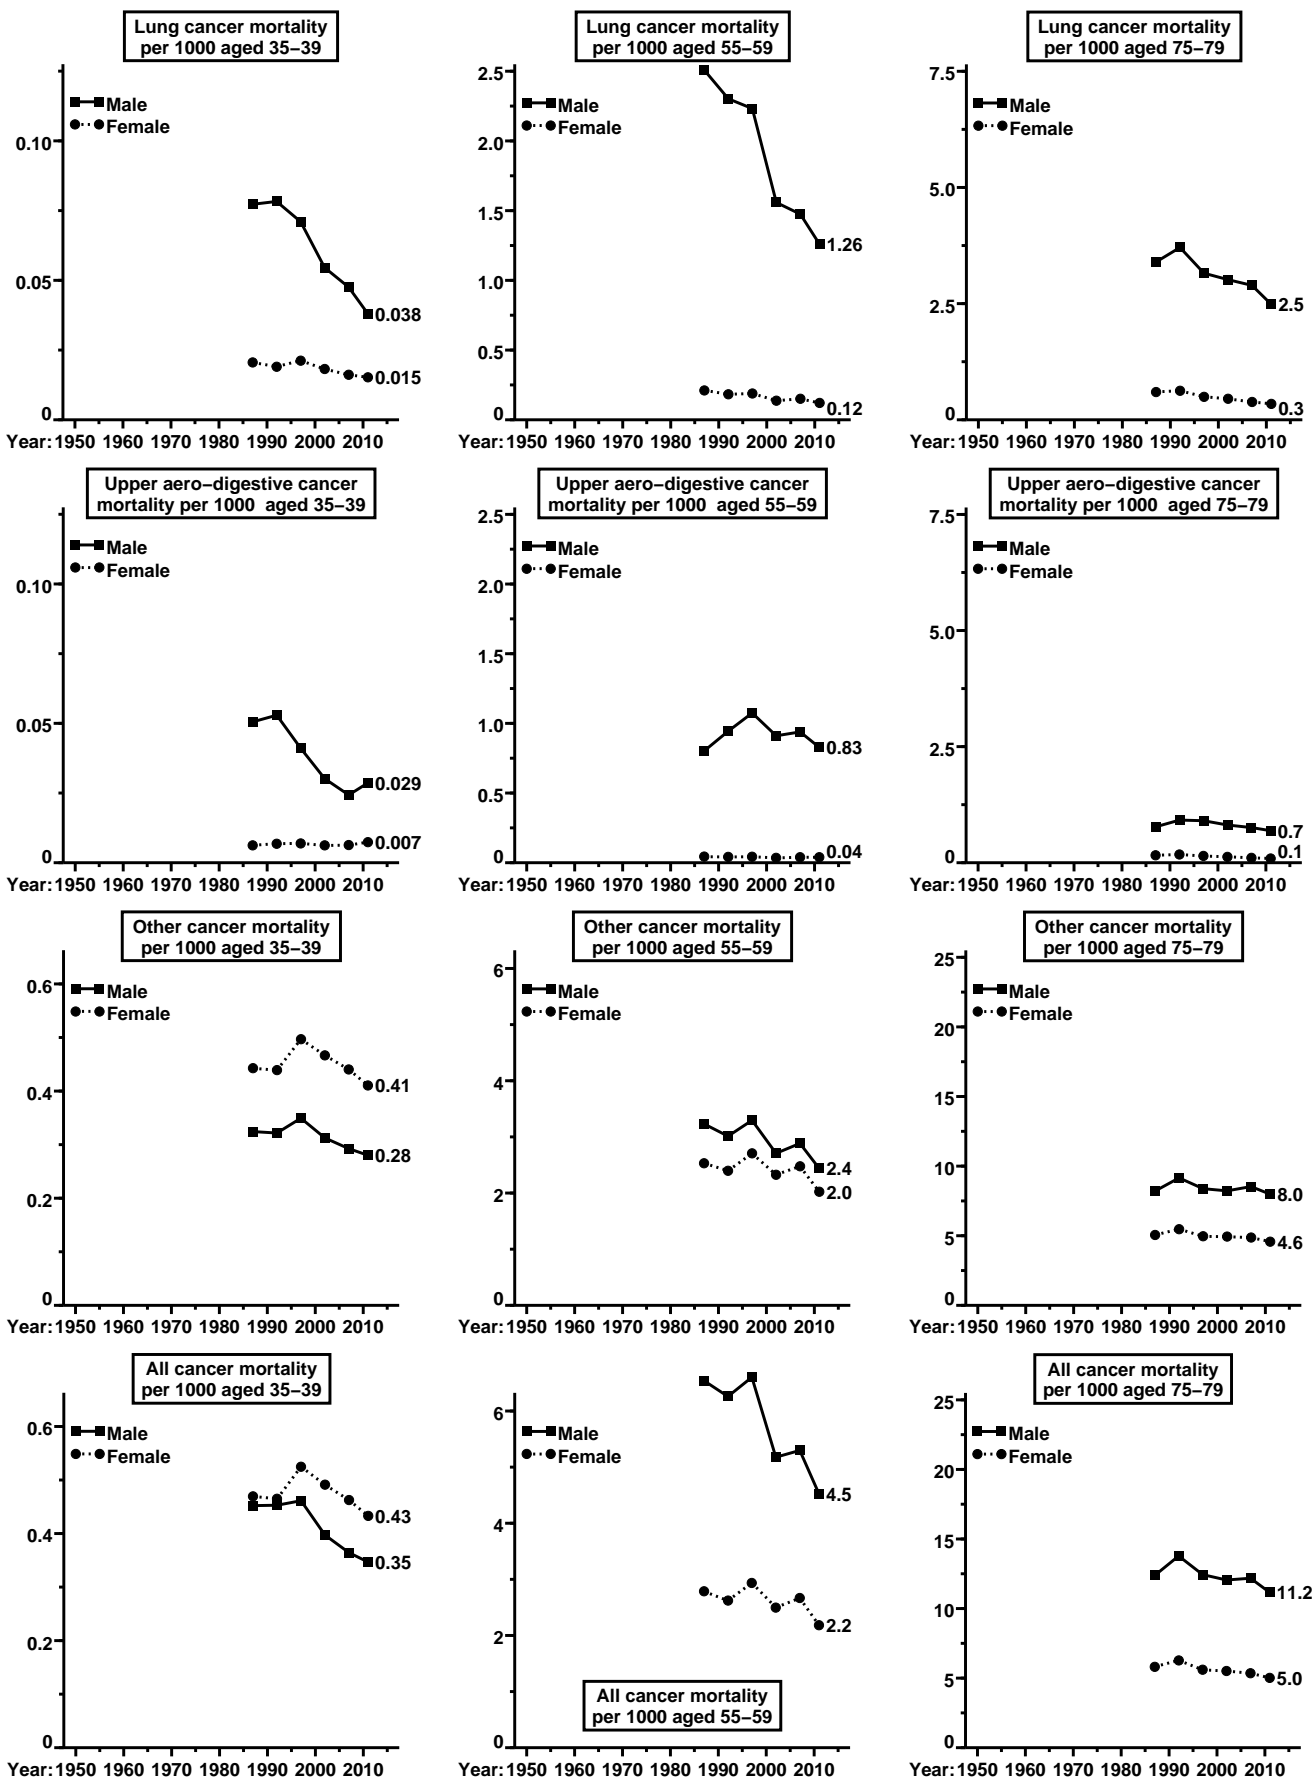 Lung cancer mortality
per 1000 aged 35–39
Male
Female
0.10
0.05
0
0.038
0.015
Year: 1950 1960 1970 1980 1990 2000 2010
Lung cancer mortality
per 1000 aged 55–59
2.5
Male
Female
2.0
1.5
1.0
0.5
0
1.26
0.12
Year: 1950 1960 1970 1980 1990 2000 2010
Lung cancer mortality
per 1000 aged 75–79
7.5
Male
Female
5.0
2.5
0
2.5
0.3
Year: 1950 1960 1970 1980 1990 2000 2010
Upper aero–digestive cancer
mortality per 1000 aged 35–39
Male
Female
0.10
0.05
0
0.029
0.007
Year: 1950 1960 1970 1980 1990 2000 2010
Upper aero–digestive cancer
mortality per 1000 aged 55–59
2.5
Male
Female
2.0
1.5
1.0
0.5
0
0.83
0.04
Year: 1950 1960 1970 1980 1990 2000 2010
Upper aero–digestive cancer
mortality per 1000 aged 75–79
7.5
Male
Female
5.0
2.5
0
0.7
0.1
Year: 1950 1960 1970 1980 1990 2000 2010
Other cancer mortality
per 1000 aged 35–39
0.6
Male
Female
0.4
0.2
0
0.41
0.28
Year: 1950 1960 1970 1980 1990 2000 2010
Other cancer mortality
per 1000 aged 55–59
6
Male
Female
4
2
0
2.4
2.0
Year: 1950 1960 1970 1980 1990 2000 2010
Other cancer mortality
per 1000 aged 75–79
25
Male
Female
20
15
10
5
0
8.0
4.6
Year: 1950 1960 1970 1980 1990 2000 2010
All cancer mortality
per 1000 aged 35–39
0.6
Male
Female
0.4
0.2
0
0.43
0.35
Year: 1950 1960 1970 1980 1990 2000 2010
6
Male
Female
4
2
0
4.5
2.2
All cancer mortality
per 1000 aged 55–59
Year: 1950 1960 1970 1980 1990 2000 2010
All cancer mortality
per 1000 aged 75–79
25
Male
Female
20
15
10
5
0
11.2
5.0
Year: 1950 1960 1970 1980 1990 2000 2010